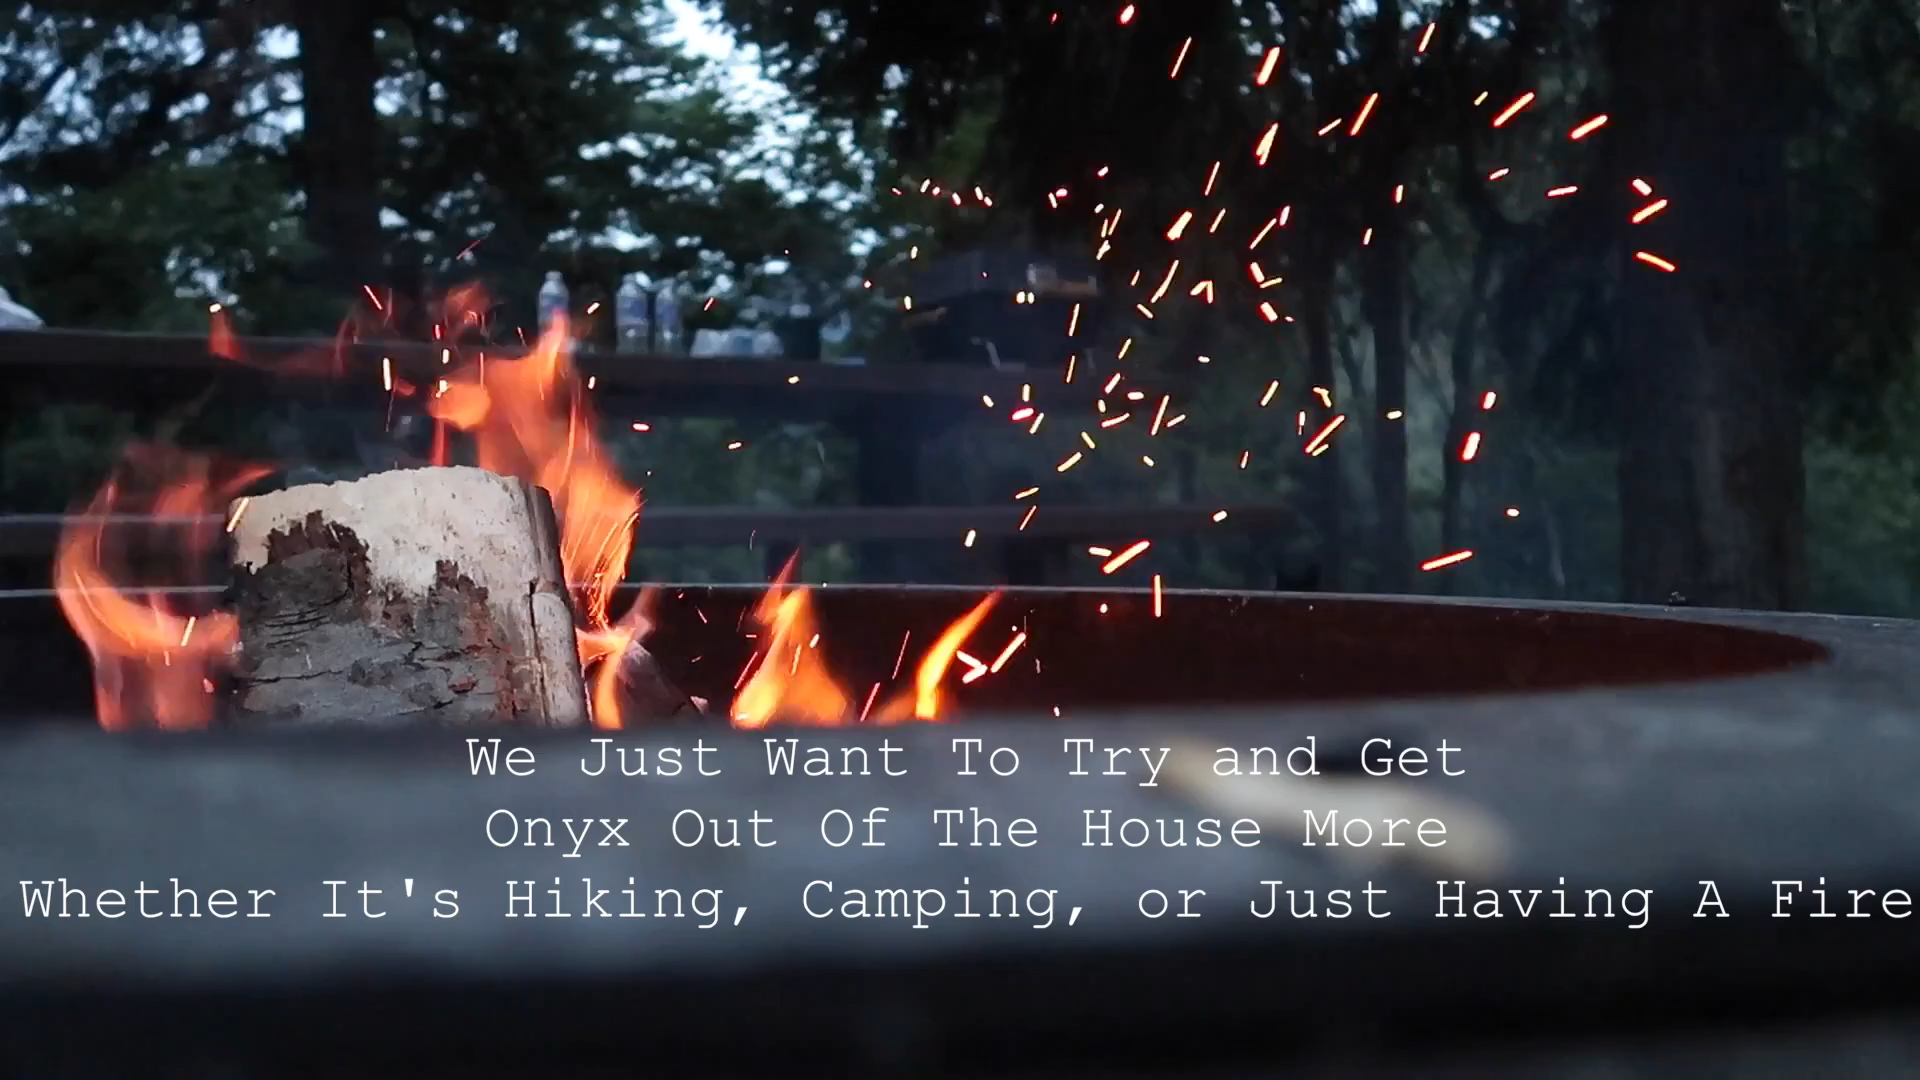 We Just Want To Try and Get
Onyx Out Of The House More
Whether It's Hiking, Camping, or Just Having A Fire